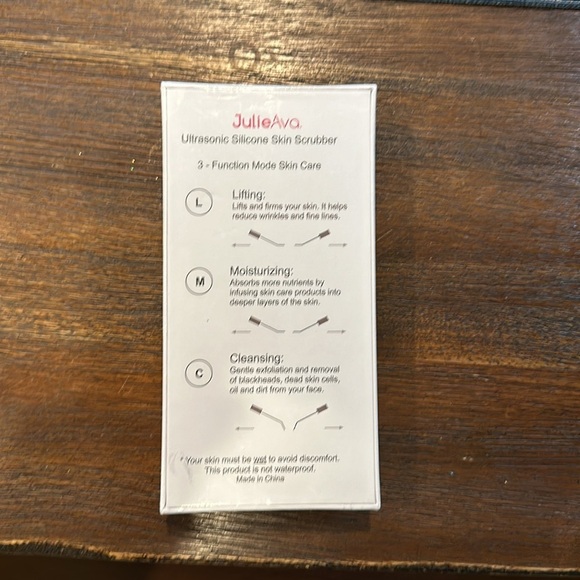 JulieAva.
Ultrasonic Silicone Skin Scrubber
3 - Function Mode Skin Care
L
Lifting:
Lifts and firms your skin. It helps
reduce wrinkles and fine lines.
M
Moisturizing:
Absorbs more nutrients by
infusing skin care products into
deeper layers of the skin.
C
Cleansing:
Gentle exfoliation and removal
of blackheads, dead skin cells,
oil and dirt from your face.
* Your skin must be wet to avoid discomfort.
This product is not waterproof.
Made in China